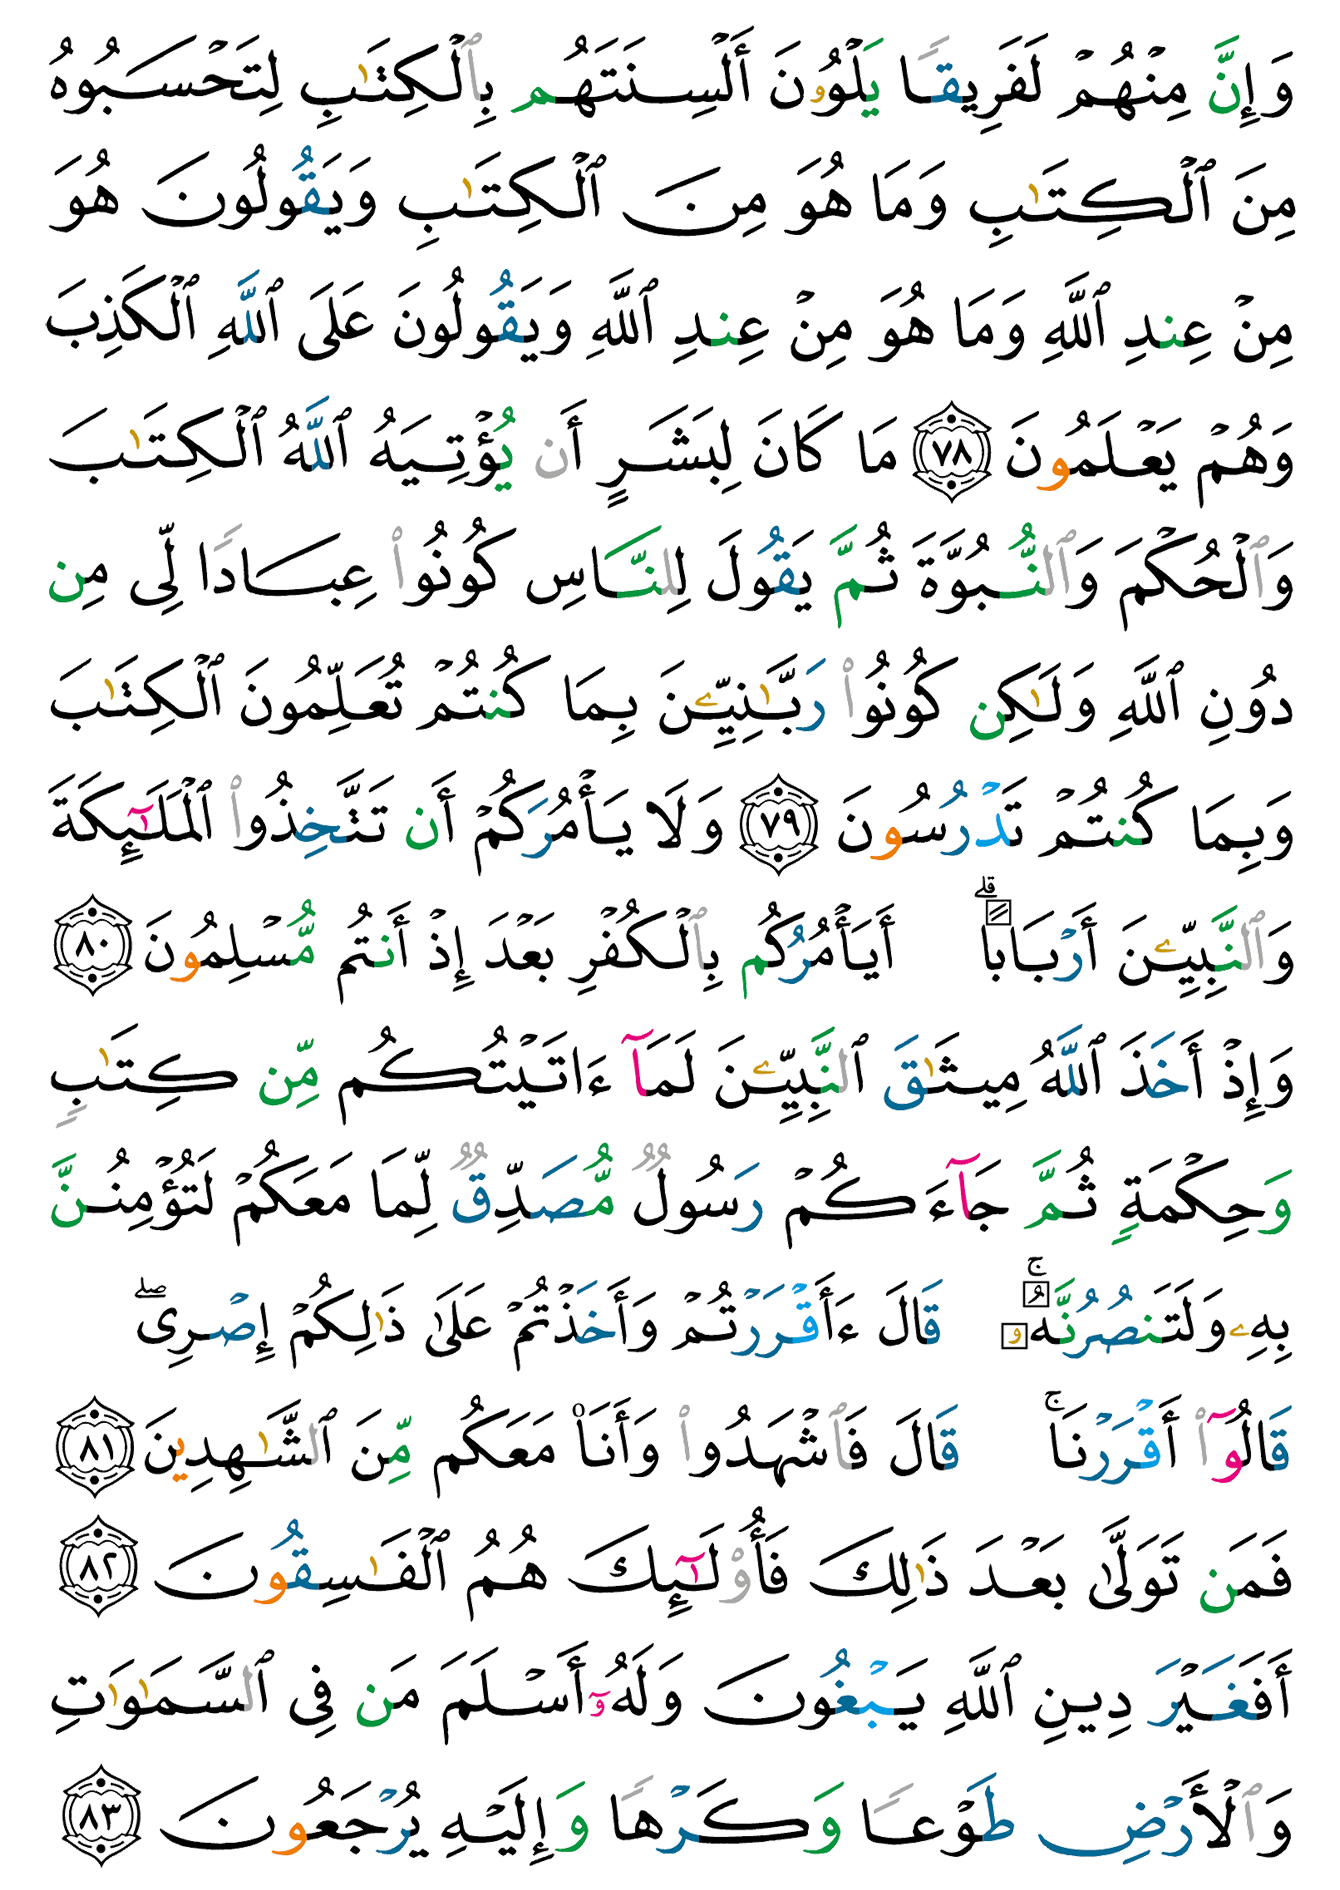 وَإِنَّ مِنْهُمْ لَفَرِيقًا يَلْوُۥنَ أَلْسِنَتَهُم بِٱلْكِتَٰبِ لِتَحْسَبُوهُ
مِنَ ٱلْكِتَٰبِ وَمَا هُوَ مِنَ ٱلْكِتَٰبِ وَيَقُولُونَ هُوَ
مِنْ عِندِ ٱللَّهِ وَمَا هُوَ مِنْ عِندِ ٱللَّهِ وَيَقُولُونَ عَلَى ٱللَّهِ ٱلْكَذِبَ
وَهُمْ يَعْلَمُونَ ٧٨ مَا كَانَ لِبَشَرٍ أَن يُؤْتِيَهُ ٱللَّهُ ٱلْكِتَٰبَ
وَٱلْحُكْمَ وَٱلنُّبُوَّةَ ثُمَّ يَقُولَ لِلنَّاسِ كُونُوا۟ عِبَادًا لِّى مِن
دُونِ ٱللَّهِ وَلَٰكِن كُونُوا۟ رَبَّٰنِيِّۦنَ بِمَا كُنتُمْ تُعَلِّمُونَ ٱلْكِتَٰبَ
وَبِمَا كُنتُمْ تَدْرُسُونَ ٧٩ وَلَا يَأْمُرَكُمْ أَن تَتَّخِذُوا۟ ٱلْمَلَٰٓئِكَةَ
وَٱلنَّبِيِّۦنَ أَرْبَابًا ۗ أَيَأْمُرُكُم بِٱلْكُفْرِ بَعْدَ إِذْ أَنتُم مُّسْلِمُونَ ٨٠
وَإِذْ أَخَذَ ٱللَّهُ مِيثَٰقَ ٱلنَّبِيِّۦنَ لَمَآ ءَاتَيْتُكُم مِّن كِتَٰبٍ
وَحِكْمَةٍ ثُمَّ جَآءَكُمْ رَسُولٌ مُّصَدِّقٌ لِّمَا مَعَكُمْ لَتُؤْمِنُنَّ
بِهِۦ وَلَتَنصُرُنَّهُۥ ۚ قَالَ ءَأَقْرَرْتُمْ وَأَخَذْتُمْ عَلَىٰ ذَٰلِكُمْ إِصْرِى ۖ
قَالُوٓا۟ أَقْرَرْنَا ۚ قَالَ فَٱشْهَدُوا۟ وَأَنَا۠ مَعَكُم مِّنَ ٱلشَّٰهِدِينَ ٨١
فَمَن تَوَلَّىٰ بَعْدَ ذَٰلِكَ فَأُو۟لَٰٓئِكَ هُمُ ٱلْفَٰسِقُونَ ٨٢
أَفَغَيْرَ دِينِ ٱللَّهِ يَبْغُونَ وَلَهُۥٓ أَسْلَمَ مَن فِى ٱلسَّمَٰوَٰتِ
وَٱلْأَرْضِ طَوْعًا وَكَرْهًا وَإِلَيْهِ يُرْجَعُونَ ٨٣